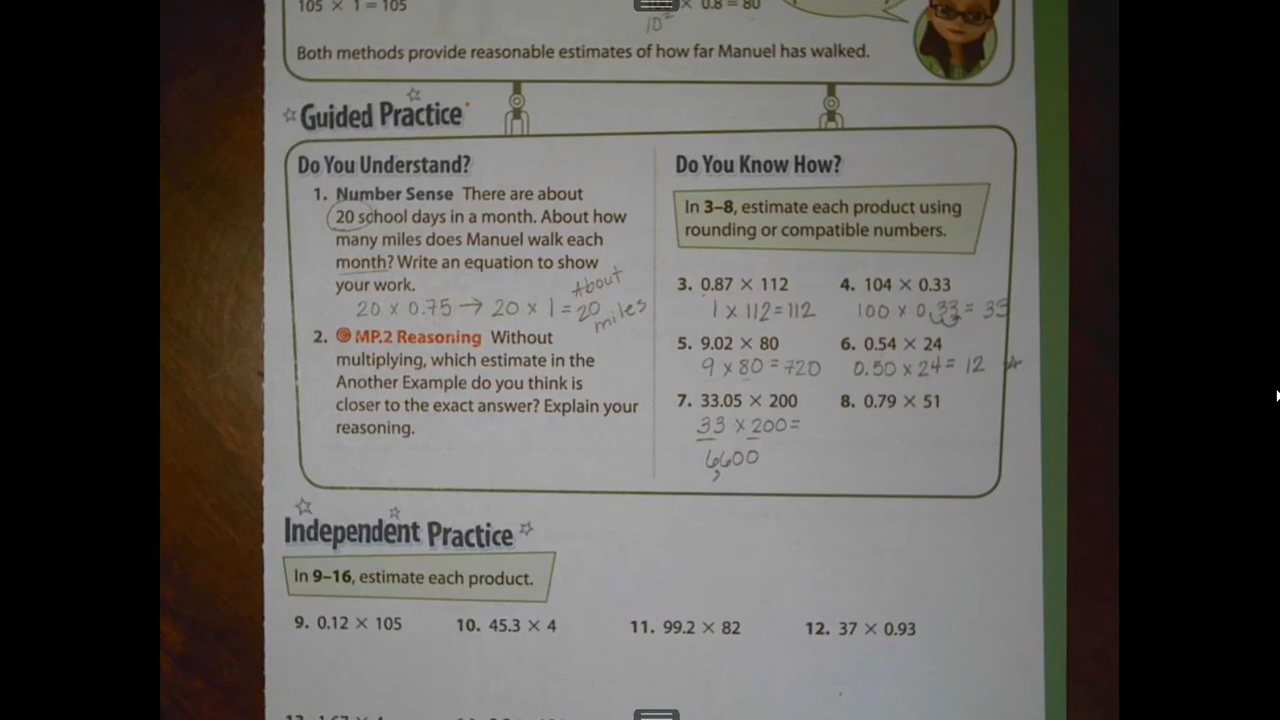 105 × 1 = 105
× 0.8 = 80
10²
Both methods provide reasonable estimates of how far Manuel has walked.
Guided Practice
Do You Understand?
1. Number Sense There are about
20 school days in a month. About how
many miles does Manuel walk each
month? Write an equation to show
your work.
20 × 0.75 → 20 × 1 = 20
About
miles
2. MP.2 Reasoning Without
multiplying, which estimate in the
Another Example do you think is
closer to the exact answer? Explain your
reasoning.
Do You Know How?
In 3–8, estimate each product using
rounding or compatible numbers.
3. 0.87 × 112
1 × 112 = 112
4. 104 × 0.33
100 × 0.33 = 33
5. 9.02 × 80
9 × 80 = 720
6. 0.54 × 24
0.50 × 24 = 12
7. 33.05 × 200
33 × 200 =
6,600
8. 0.79 × 51
Independent Practice
In 9–16, estimate each product.
9. 0.12 × 105
10. 45.3 × 4
11. 99.2 × 82
12. 37 × 0.93